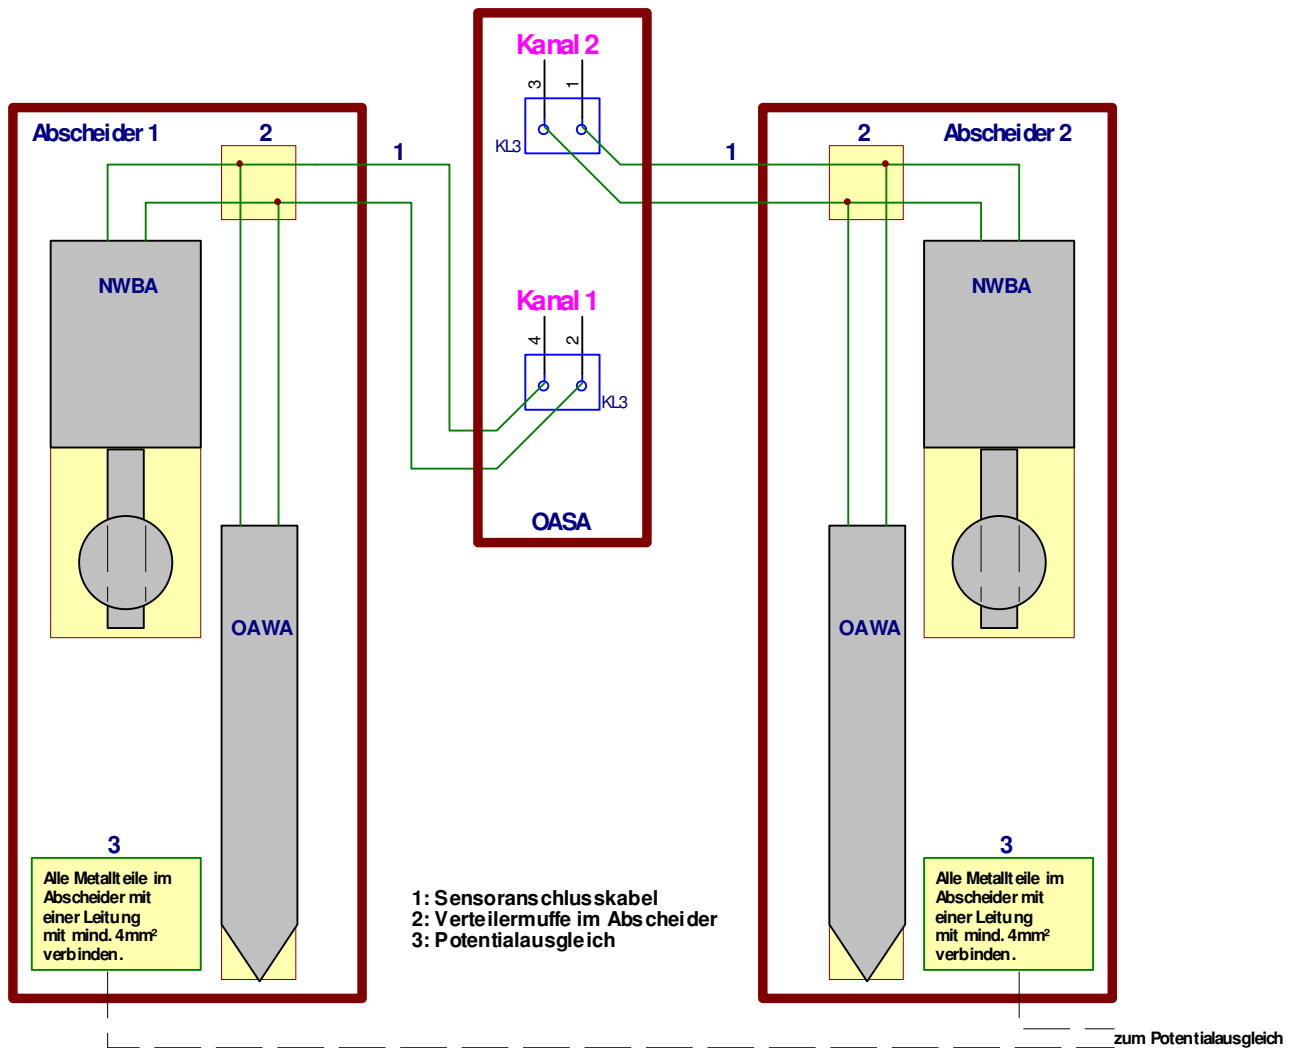 Kanal 2
3
1
KL3
Abscheider 1
2
1
1
2
Abscheider 2
NWBA
NWBA
Kanal 1
4
2
KL3
OASA
OAWA
OAWA
3
Alle Metallteile im
Abscheider mit
einer Leitung
mit mind. 4mm²
verbinden.
1: Sensoranschlusskabel
2: Verteilermuffe im Abscheider
3: Potentialausgleich
3
Alle Metallteile im
Abscheider mit
einer Leitung
mit mind. 4mm²
verbinden.
zum Potentialausgleich